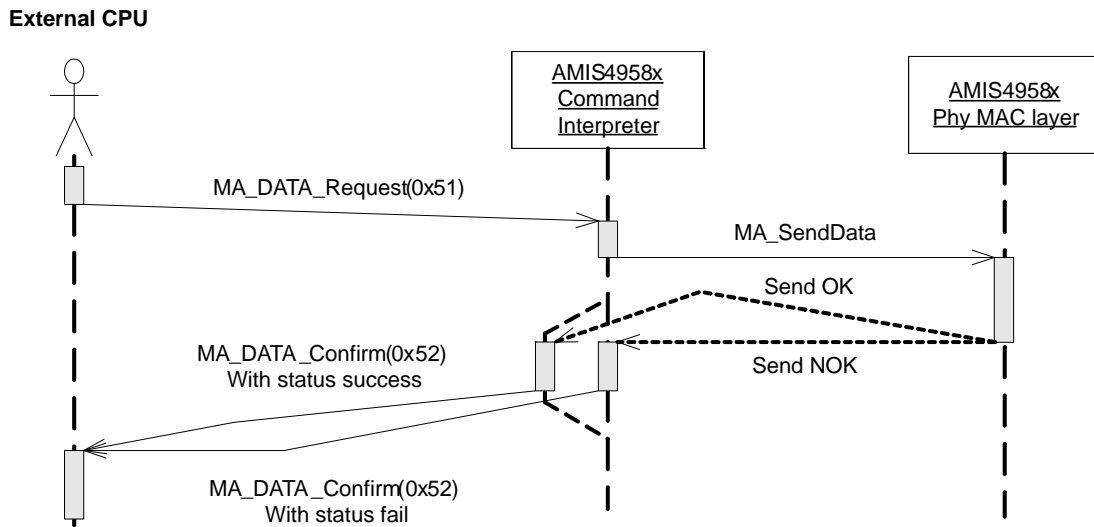 External CPU
AMIS4958x
Command
Interpreter
AMIS4958x
Phy MAC layer
MA_DATA_Request(0x51)
MA_SendData
Send OK
MA_DATA_Confirm(0x52)
With status success
Send NOK
MA_DATA_Confirm(0x52)
With status fail